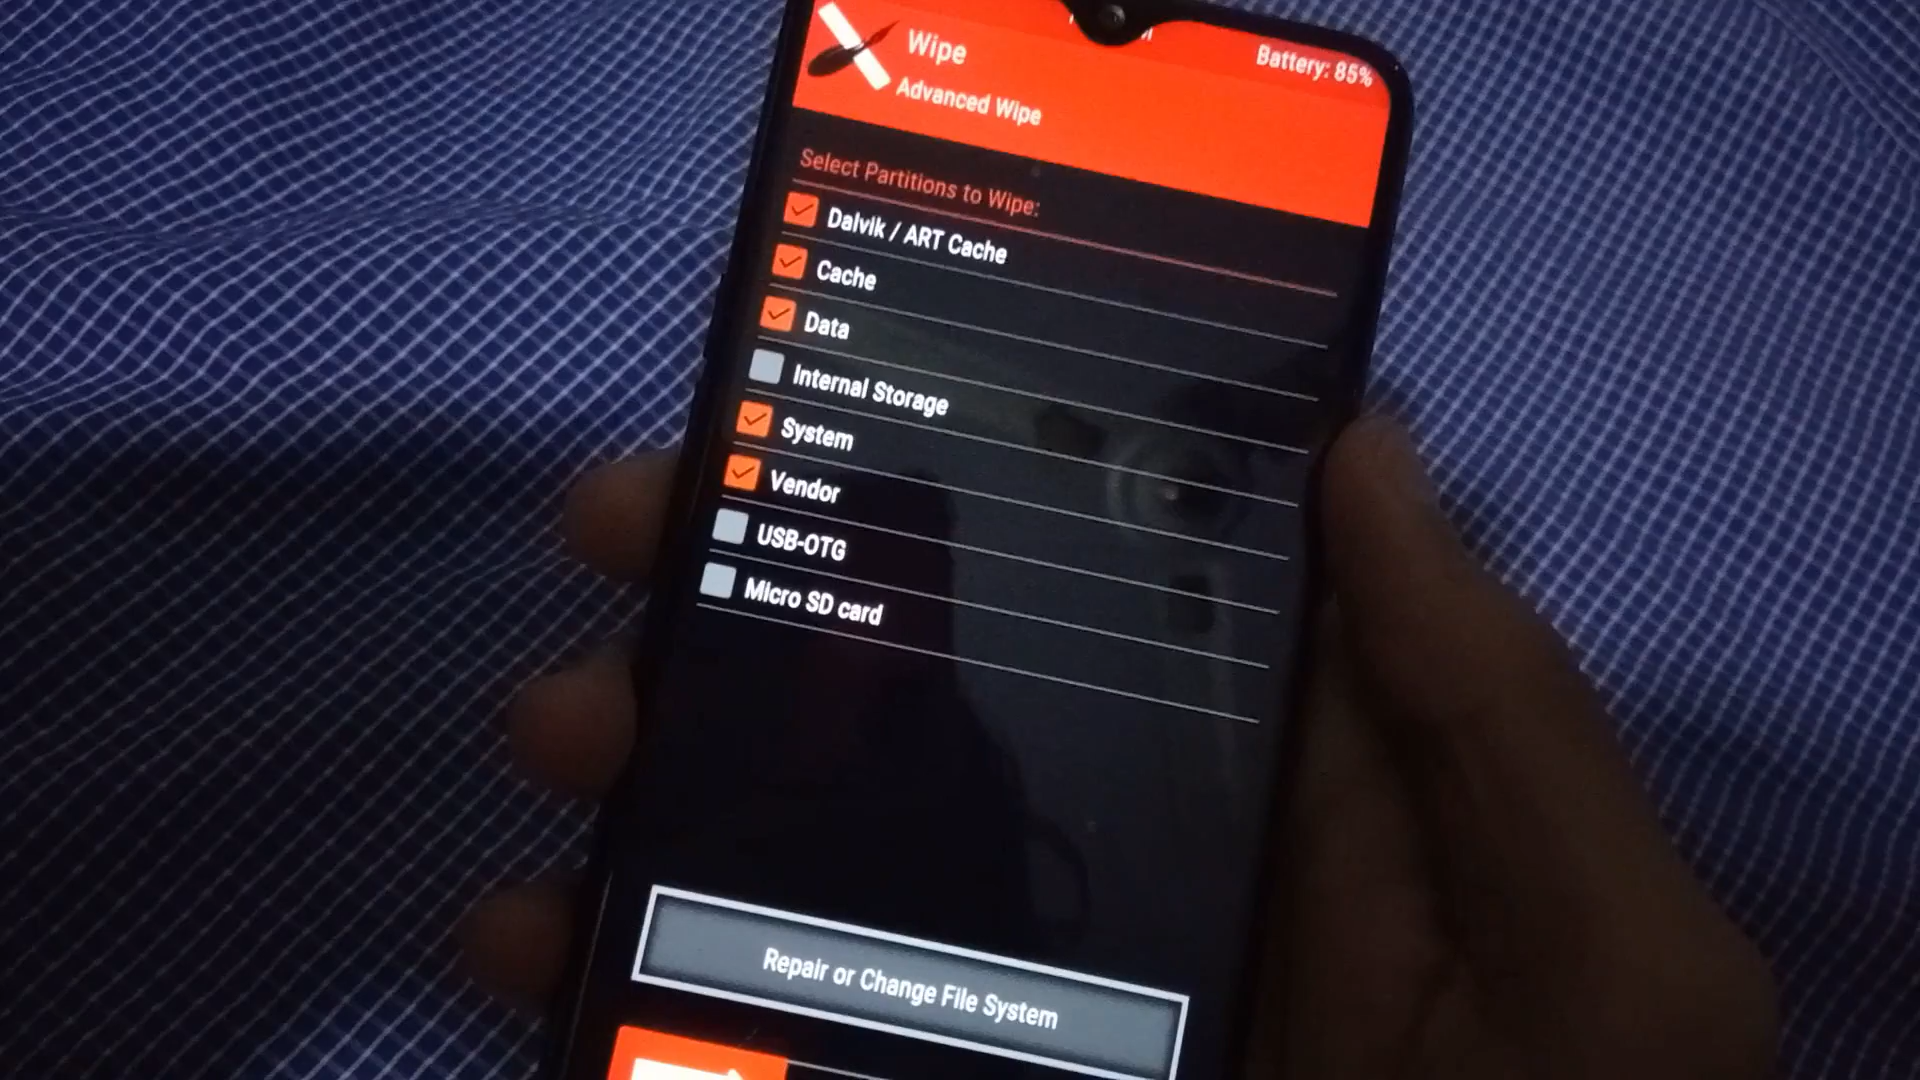 Wipe
Battery: 85%
Advanced Wipe
Select Partitions to Wipe:
Dalvik / ART Cache
Cache
Data
Internal Storage
System
Vendor
USB-OTG
Micro SD card
Repair or Change File System